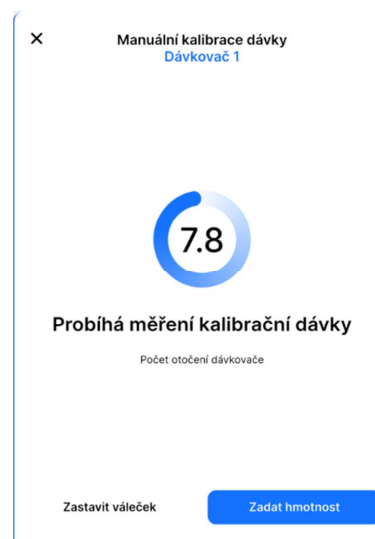 Manuální kalibrace dávky
Dávkovač 1
7.8
Probíhá měření kalibrační dávky
Počet otočení dávkovače
Zastavit váleček
Zadat hmotnost